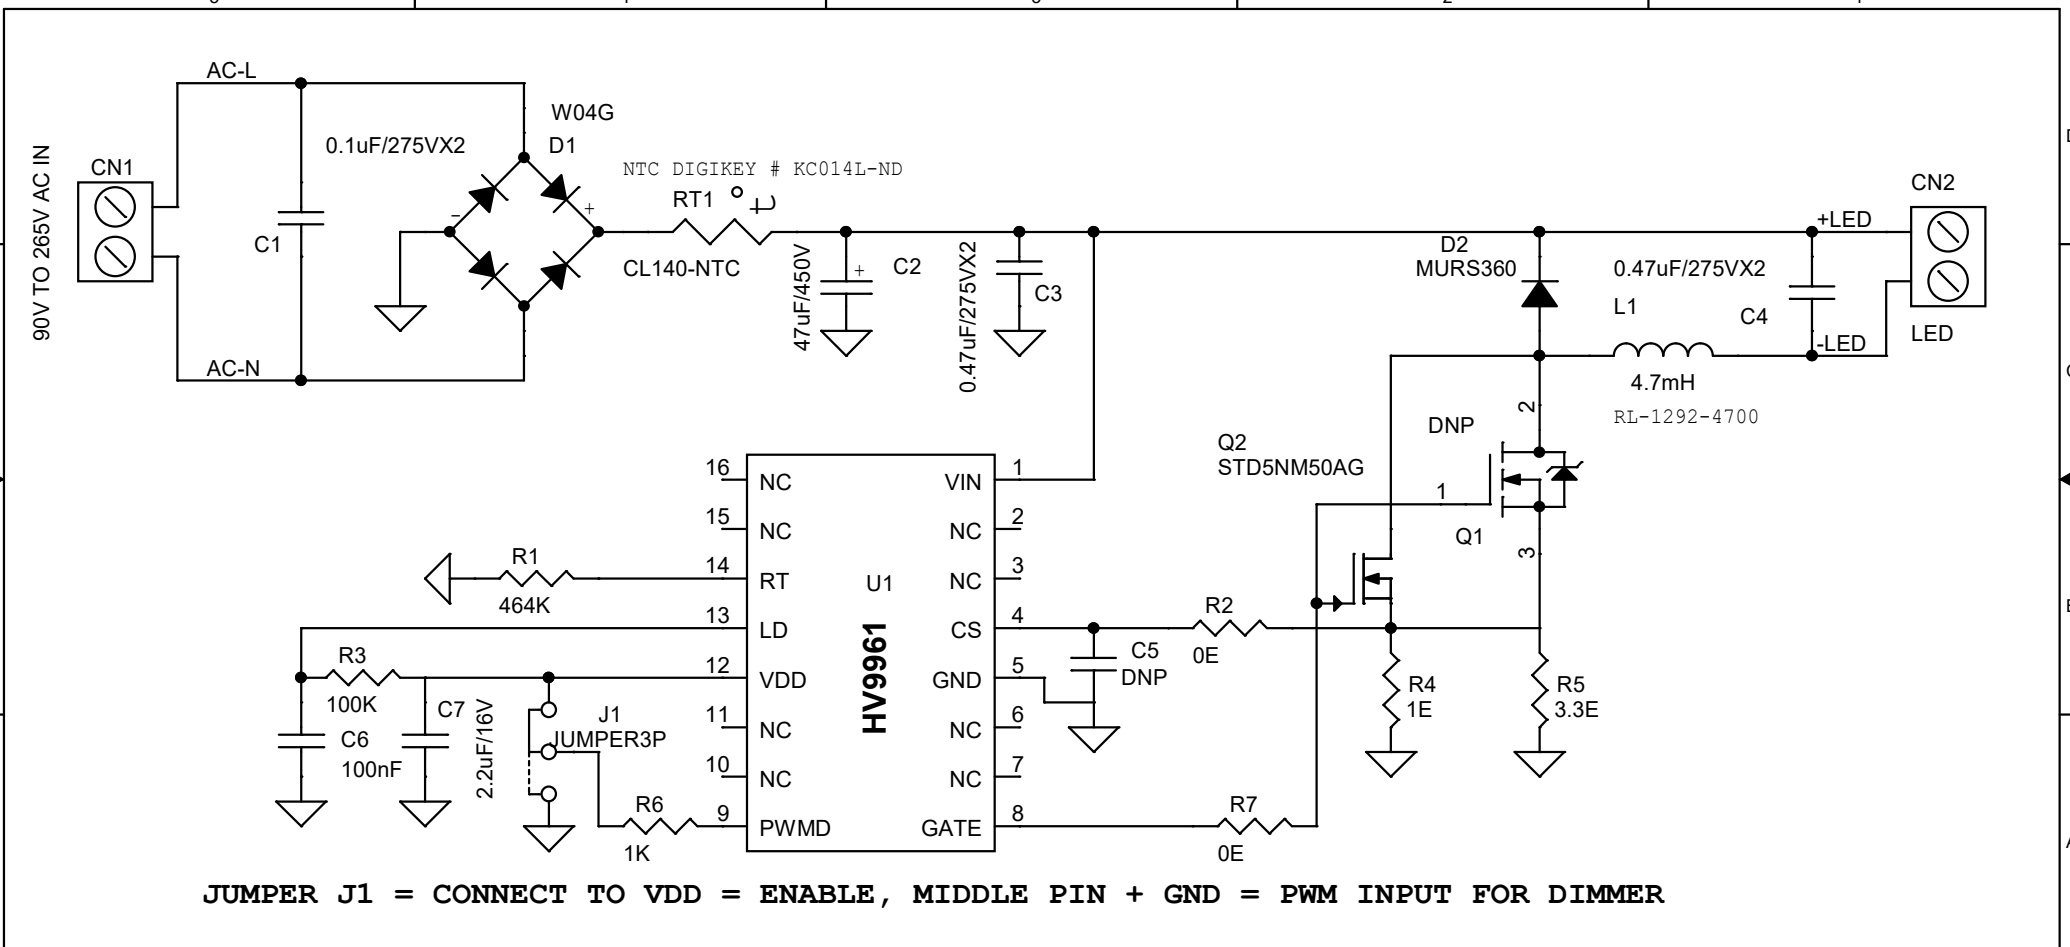 2
AC-L
W04G
D1
0.1uF/275VX2
90V TO 265V AC IN
CN1
NTC DIGIKEY # KC014L-ND
RT1
-
+
CL140-NTC
C1
AC-N
47uF/450V
+
C2
0.47uF/275VX2
C3
D2
MURS360
0.47uF/275VX2
L1
C4
+LED
-LED
CN2
LED
4.7mH
RL-1292-4700
2
DNP
Q2
STD5NM50AG
1
Q1
3
16 NC
15 NC
14 RT
13 LD
12 VDD
11 NC
10 NC
9 PWMD
U1
HV9961
VIN 1
NC 2
NC 3
CS 4
GND 5
NC 6
NC 7
GATE 8
R1
464K
R3
100K
C6
100nF
C7
2.2uF/16V
J1
JUMPER3P
R6
1K
C5
DNP
R2
0E
R4
1E
R5
3.3E
R7
0E
JUMPER J1 = CONNECT TO VDD = ENABLE, MIDDLE PIN + GND = PWM INPUT FOR DIMMER